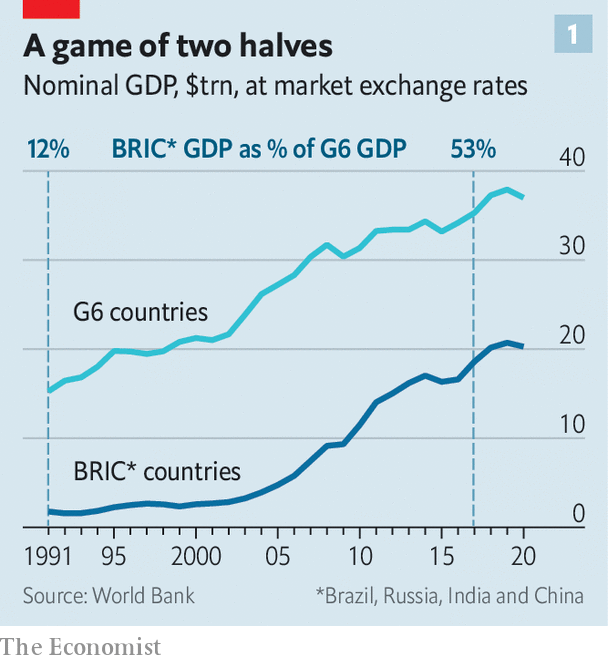 1
A game of two halves
Nominal GDP, $trn, at market exchange rates
12% BRIC* GDP as % of G6 GDP 53%
40
30
G6 countries
20
10
BRIC* countries
0
1991 95 2000 05 10 15 20
Source: World Bank *Brazil, Russia, India and China
The Economist